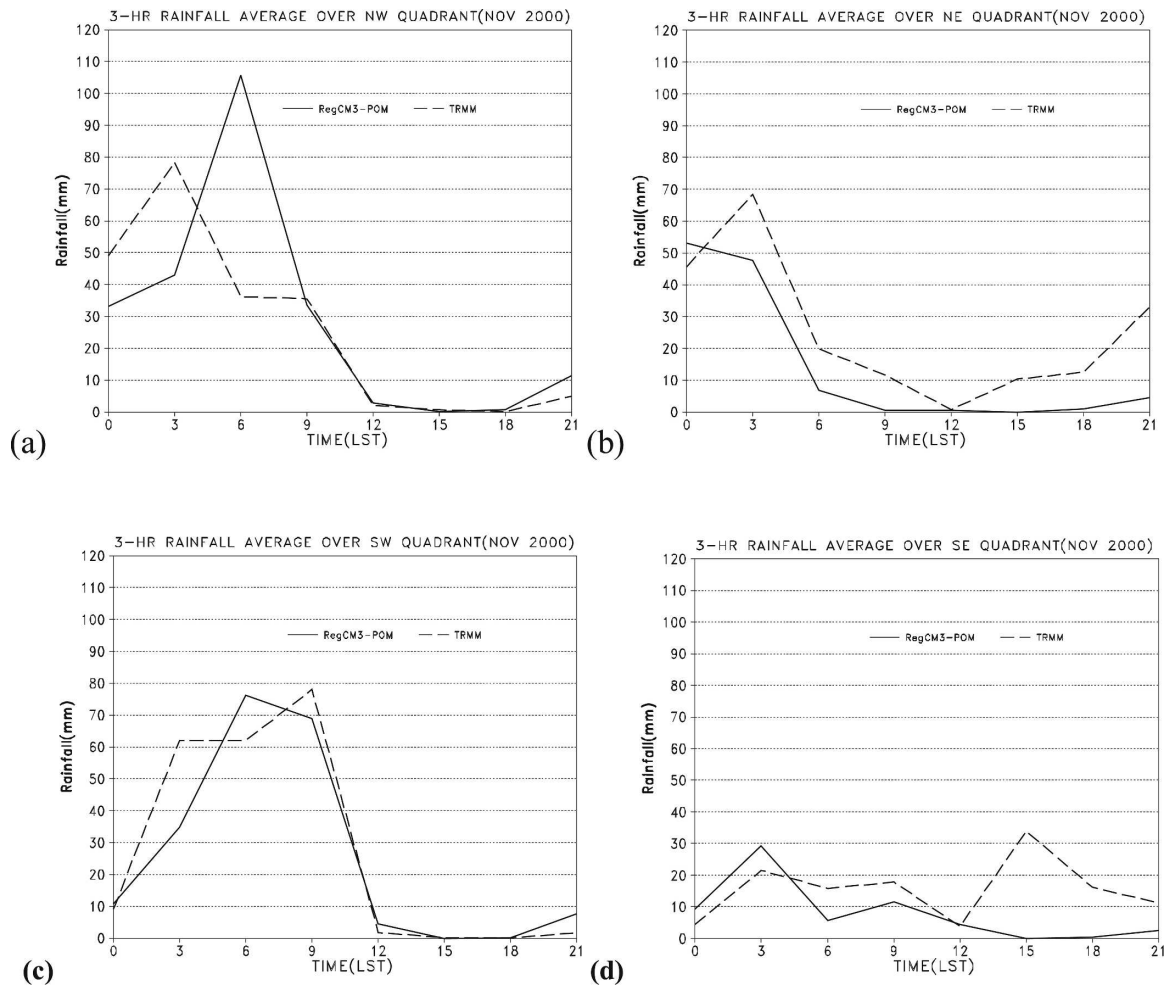 3-HR RAINFALL AVERAGE OVER NW QUADRANT(NOV 2000)
120
110
100
90
80
70
60
50
40
30
20
10
0
Rainfall(mm)
RegCM3-POM TRMM
0 3 6 9 12 15 18 21
TIME(LST)
(a)
3-HR RAINFALL AVERAGE OVER NE QUADRANT(NOV 2000)
120
110
100
90
80
70
60
50
40
30
20
10
0
Rainfall(mm)
RegCM3-POM TRMM
0 3 6 9 12 15 18 21
TIME(LST)
(b)
3-HR RAINFALL AVERAGE OVER SW QUADRANT(NOV 2000)
120
110
100
90
80
70
60
50
40
30
20
10
0
Rainfall(mm)
RegCM3-POM TRMM
0 3 6 9 12 15 18 21
TIME(LST)
(c)
3-HR RAINFALL AVERAGE OVER SE QUADRANT(NOV 2000)
120
110
100
90
80
70
60
50
40
30
20
10
0
Rainfall(mm)
RegCM3-POM TRMM
0 3 6 9 12 15 18 21
TIME(LST)
(d)